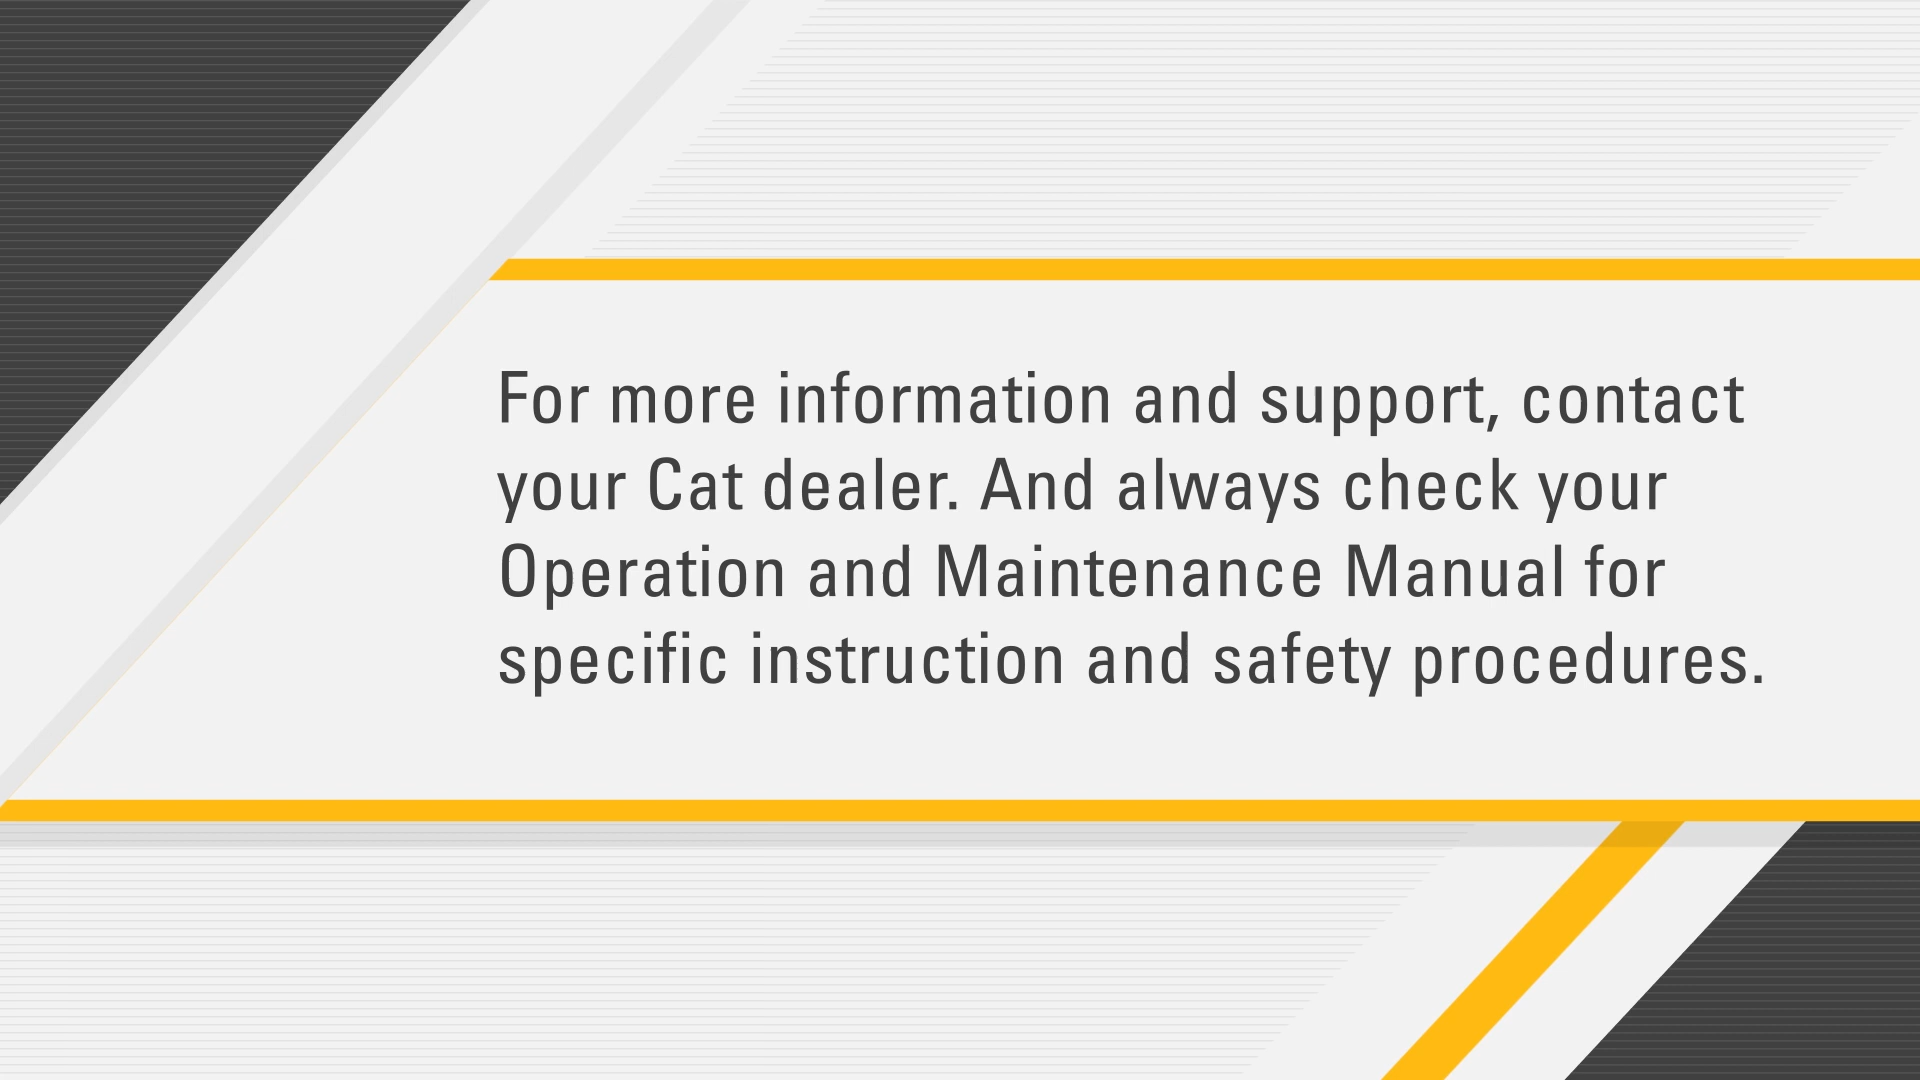 For more information and support, contact
your Cat dealer. And always check your
Operation and Maintenance Manual for
specific instruction and safety procedures.